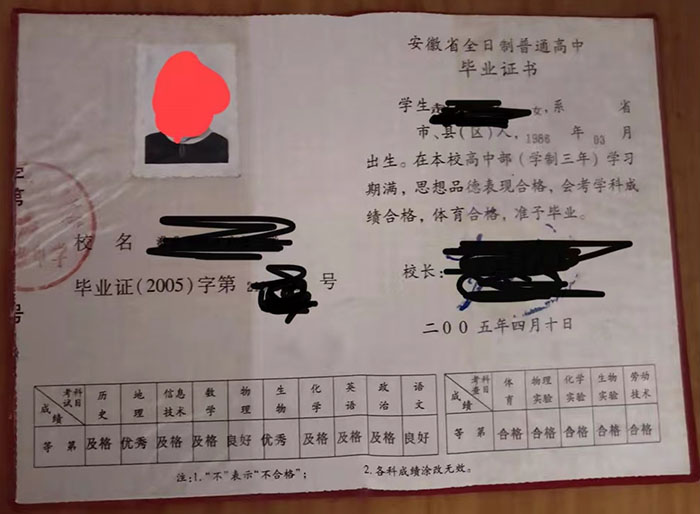 安徽省全日制普通高中
毕业证书
学生 女,系 省
市、县(区)人,1986 年 03 月
出生。在本校高中部(学制三年)学习
期满,思想品德表现合格,会考学科成
绩合格,体育合格,准予毕业。
校 名
校长:
毕业证(2005)字第 号
二00五年四月十日
考试科目 成绩 历史 地理 信息技术 数学 物理 生物 化学 英语 政治 语文
等第 及格 优秀 及格 及格 良好 优秀 及格 及格 及格 良好
考查科目 成绩 体育 物理实验 化学实验 生物实验 劳动技术
等第 合格 合格 合格 合格 合格
注:1.“不”表示“不合格”; 2.各科成绩涂改无效。
字第
号